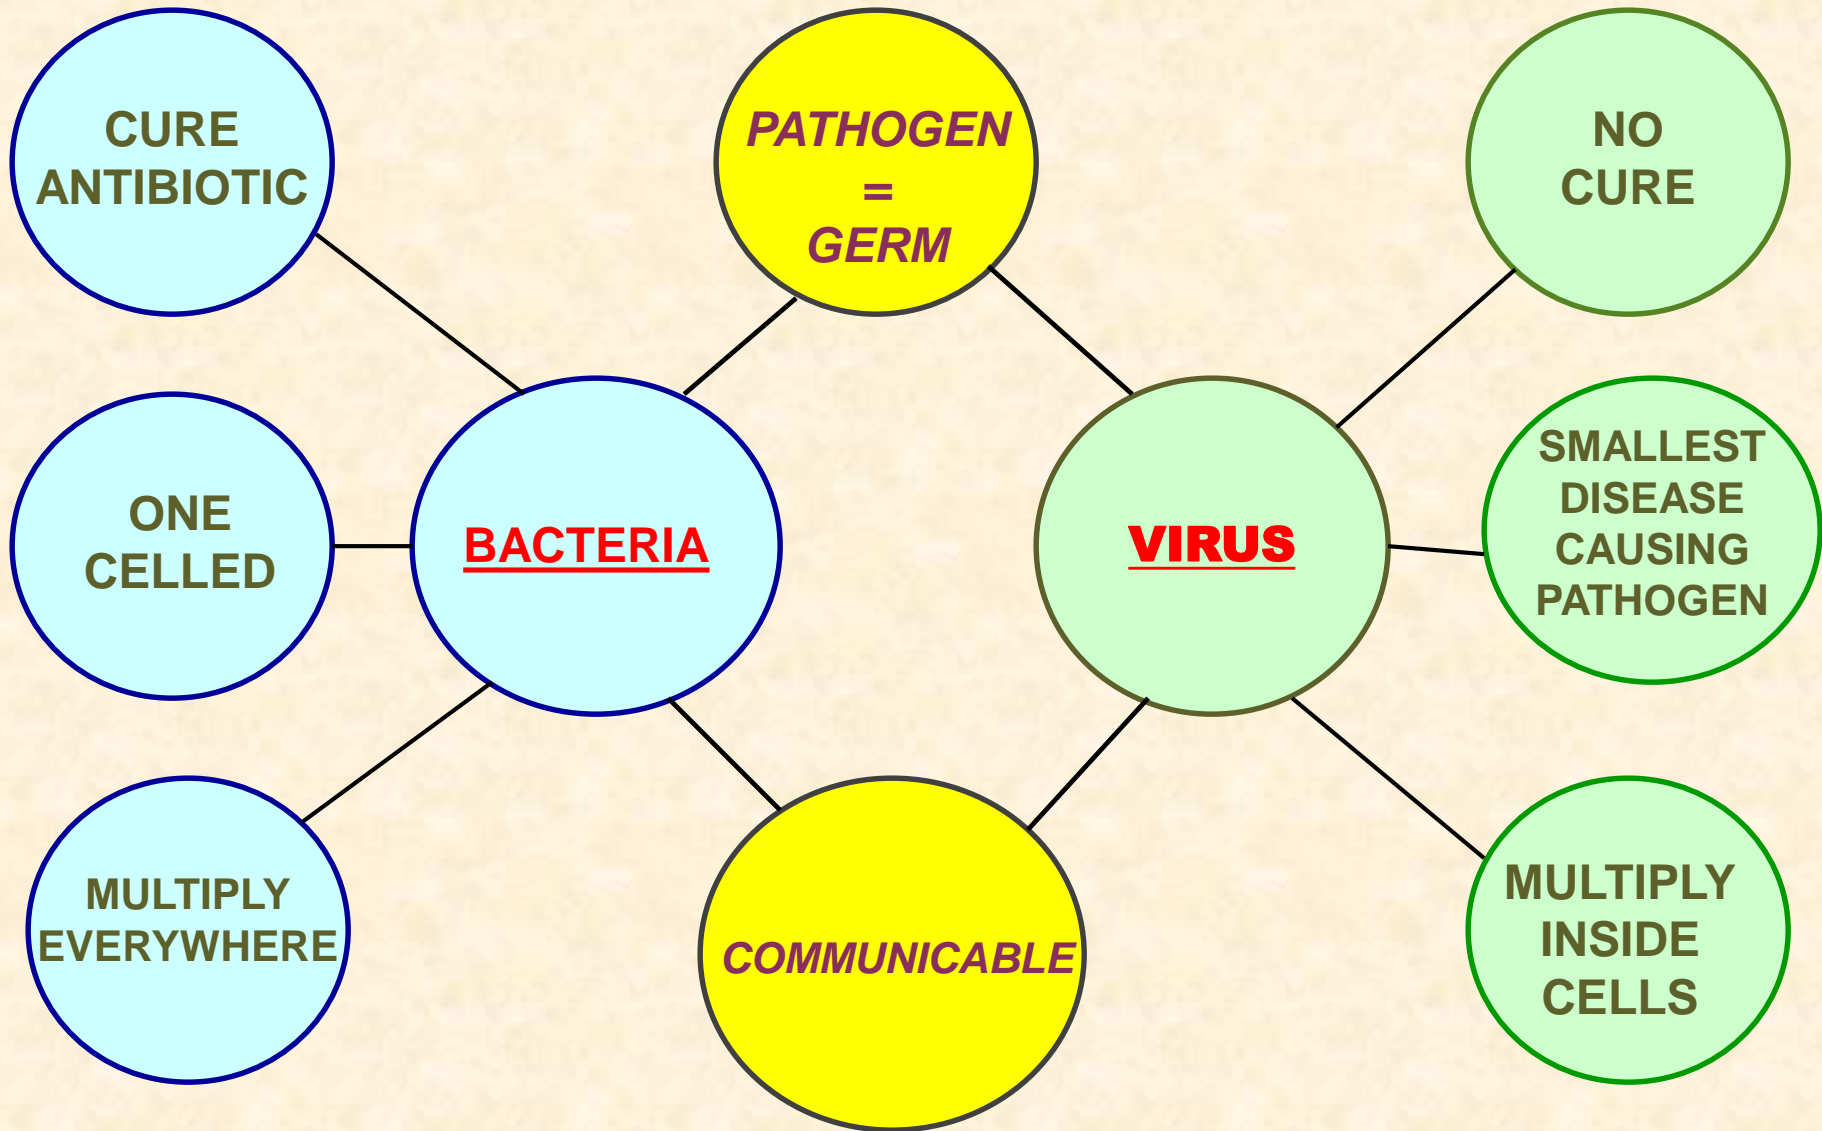 CURE
ANTIBIOTIC
PATHOGEN
=
GERM
NO
CURE
ONE
CELLED
BACTERIA
VIRUS
SMALLEST
DISEASE
CAUSING
PATHOGEN
MULTIPLY
EVERYWHERE
COMMUNICABLE
MULTIPLY
INSIDE
CELLS